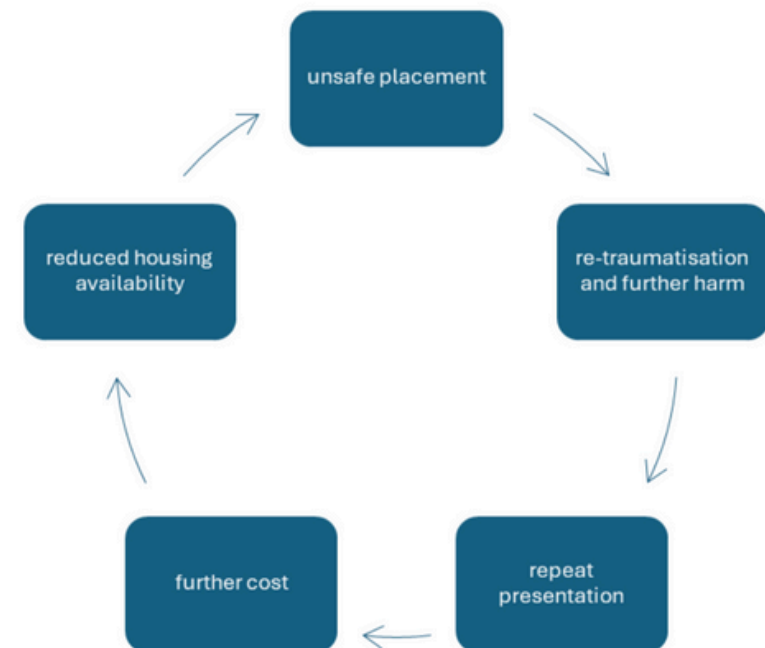 unsafe placement
re-traumatisation
and further harm
repeat
presentation
further cost
reduced housing
availability